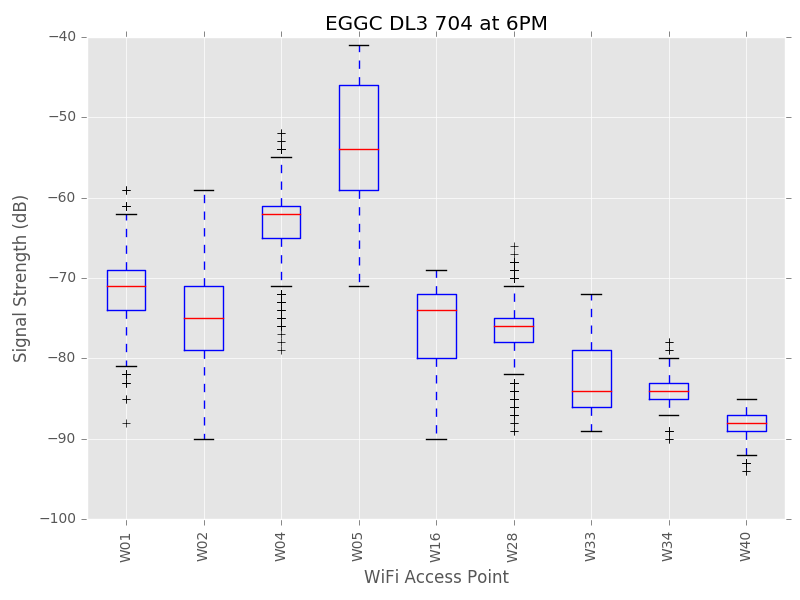 EGGC DL3 704 at 6PM
−40
−50
−60
−70
−80
−90
−100
Signal Strength (dB)
W01
W02
W04
W05
W16
W28
W33
W34
W40
WiFi Access Point